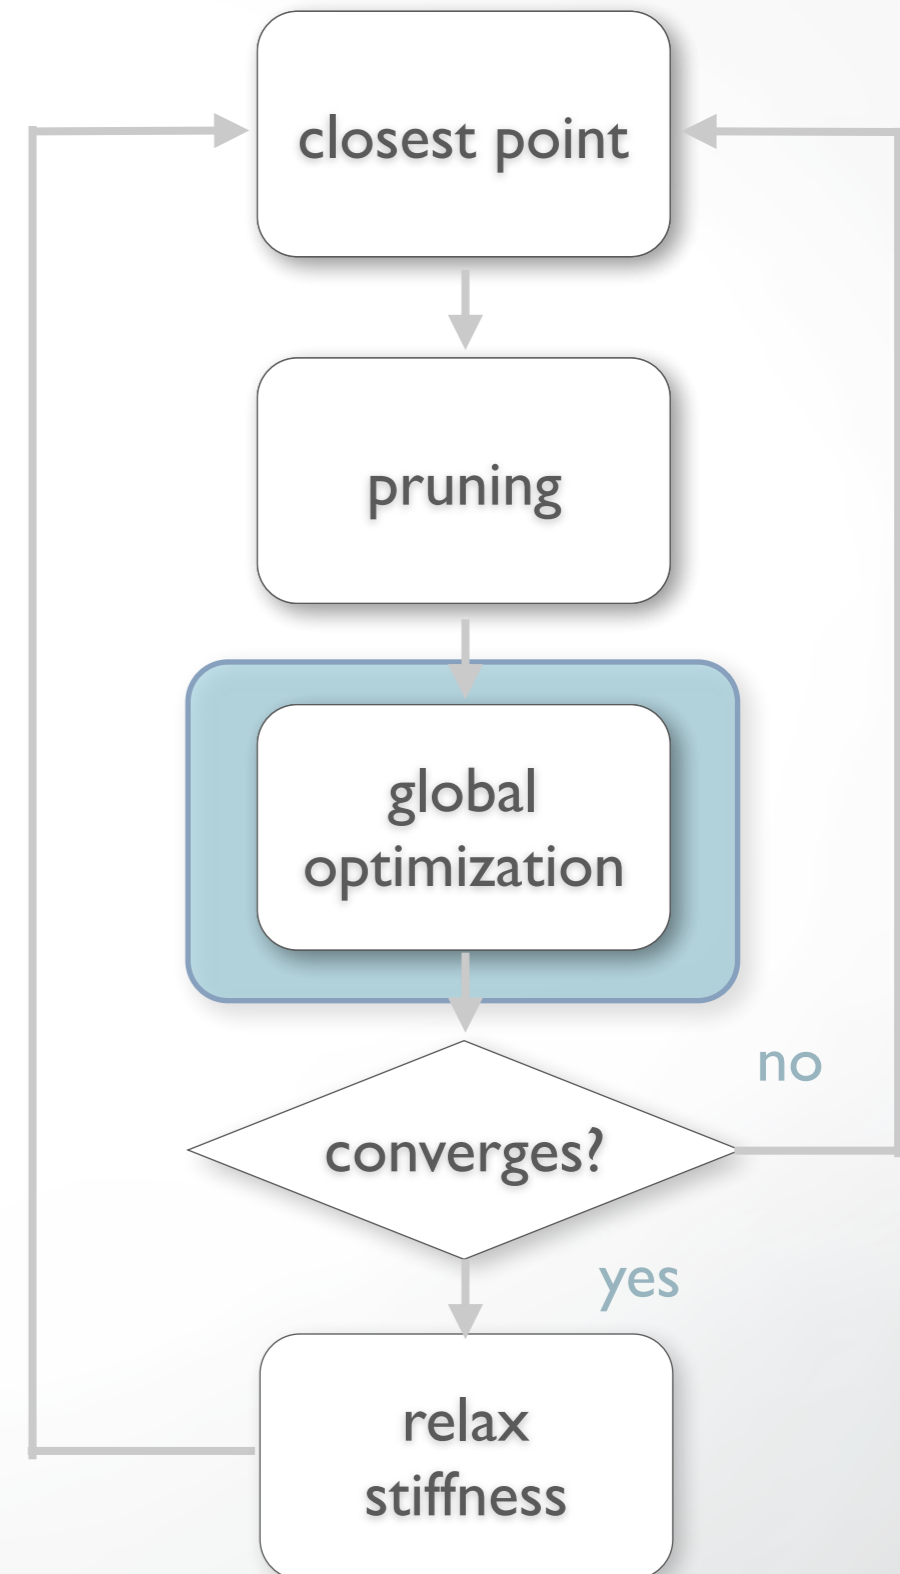 closest point
pruning
global
optimization
no
converges?
yes
relax
stiffness